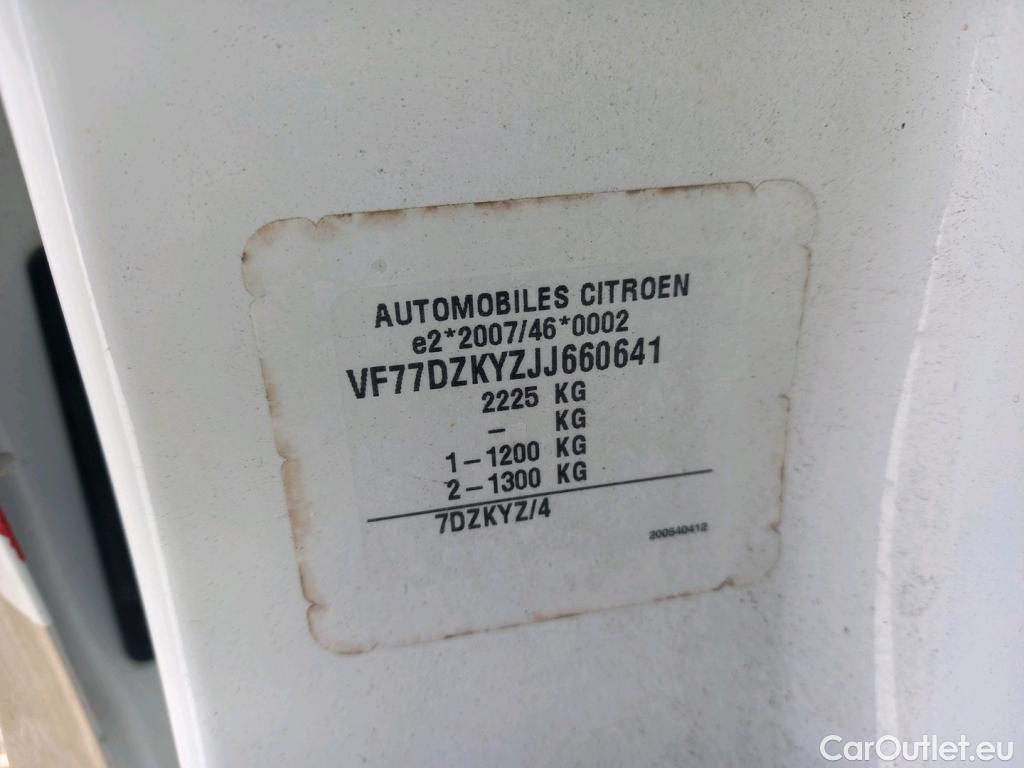 AUTOMOBILES CITROEN
e2*2007/46*0002
VF77DZKYZJJ660641
2225 KG
- KG
1-1200 KG
2-1300 KG
7DZKYZ/4
200540412
CarOutlet.eu